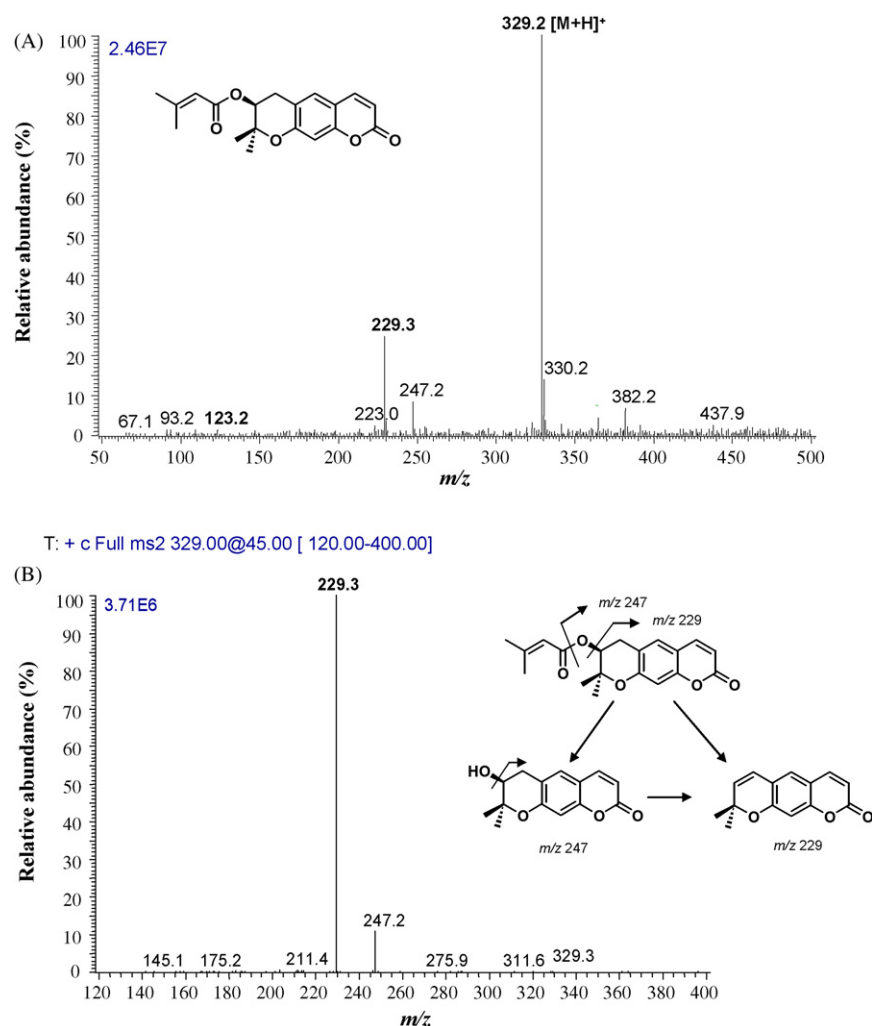 (A)
2.46E7
329.2 [M+H]⁺
Relative abundance (%)
100
90
80
70
60
50
40
30
20
10
0
O
O
O
O
O
229.3
247.2
330.2
382.2
437.9
223.0
67.1
93.2
123.2
50
100
150
200
250
300
350
400
450
500
m/z
T: + c Full ms2 329.00@45.00 [ 120.00-400.00]
(B)
3.71E6
229.3
Relative abundance (%)
100
90
80
70
60
50
40
30
20
10
0
m/z 247
m/z 229
O
O
O
O
O
HO
O
O
O
m/z 247
O
O
O
m/z 229
247.2
145.1
175.2
211.4
275.9
311.6
329.3
120
140
160
180
200
220
240
260
280
300
320
340
360
380
400
m/z